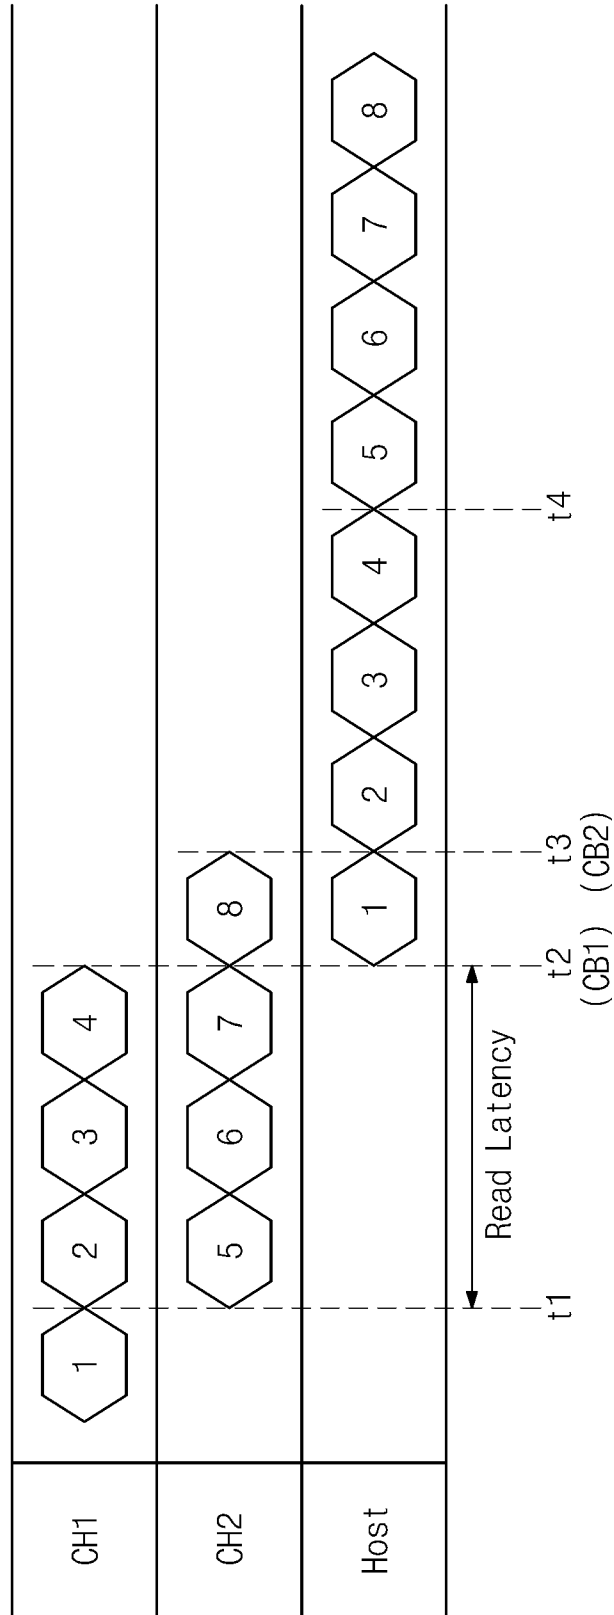 CH1 1 2 3 4
CH2 5 6 7 8
Host 1 2 3 4 5 6 7 8
Read Latency
t1 t2 t3 t4
(CB1) (CB2)